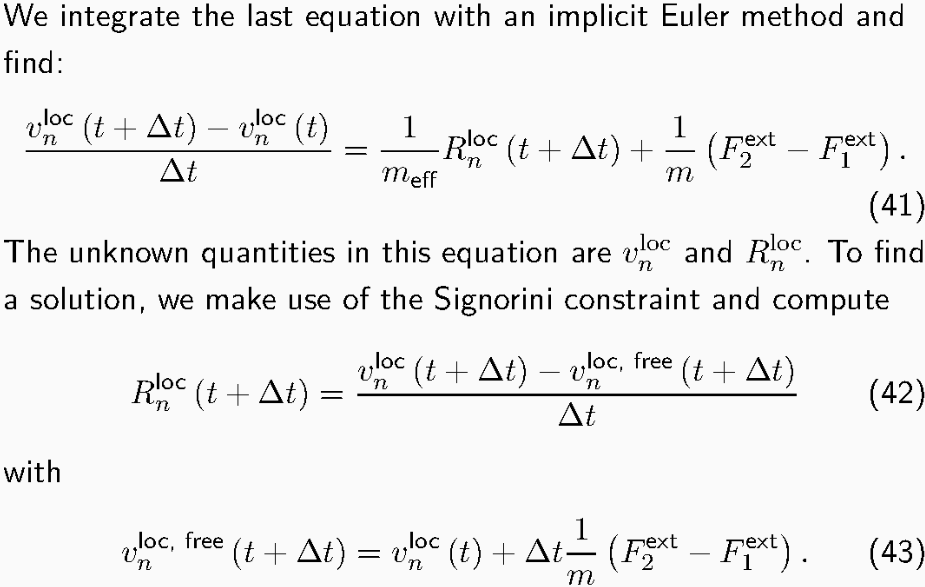 We integrate the last equation with an implicit Euler method and
find:
\frac{v_n^{\text{loc}}(t+\Delta t) - v_n^{\text{loc}}(t)}{\Delta t} = \frac{1}{m_{\text{eff}}} R_n^{\text{loc}}(t+\Delta t) + \frac{1}{m}\left(F_2^{\text{ext}} - F_1^{\text{ext}}\right).
(41)
The unknown quantities in this equation are v_n^{\text{loc}} and R_n^{\text{loc}}. To find
a solution, we make use of the Signorini constraint and compute
R_n^{\text{loc}}(t+\Delta t) = \frac{v_n^{\text{loc}}(t+\Delta t) - v_n^{\text{loc, free}}(t+\Delta t)}{\Delta t} (42)
with
v_n^{\text{loc, free}}(t+\Delta t) = v_n^{\text{loc}}(t) + \Delta t \frac{1}{m}\left(F_2^{\text{ext}} - F_1^{\text{ext}}\right). (43)